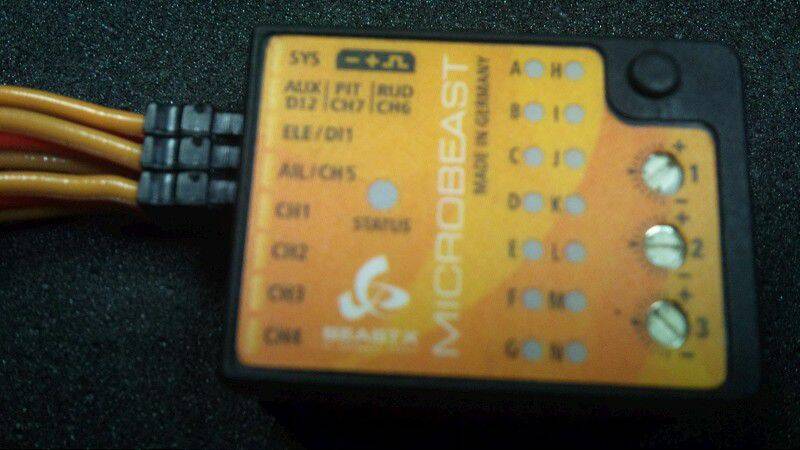 SYS - + 
AUX | PIT | RUD
DI2 | CH7 | CH6
ELE/DI1
AIL/CH5
CH1
CH2
CH3
CH4
STATUS
BEASTX
MICROBEAST
MADE IN GERMANY
A H
B I
C J
D K
E L
F M
G N
+
1
-
+
2
-
+
3
-